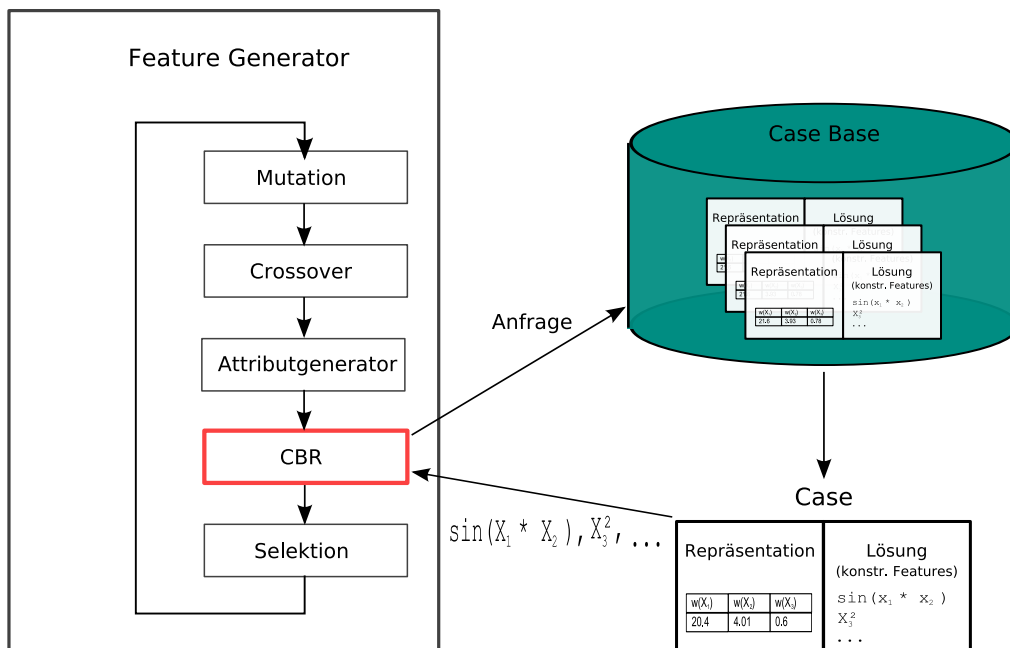 Feature Generator
Mutation
Crossover
Attributgenerator
CBR
Selektion
Anfrage
sin(X₁ * X₂), X₃², ...
Case Base
Repräsentation Lösung
Repräsentation Lösung
Repräsentation Lösung
(konstr. Features)
sin(x₁ * x₂)
X₃²
...
w(X₁) w(X₂) w(X₃)
21.6 3.93 0.78
Case
Repräsentation Lösung
(konstr. Features)
w(X₁) w(X₂) w(X₃)
20.4 4.01 0.6
sin(x₁ * x₂)
X₃²
...